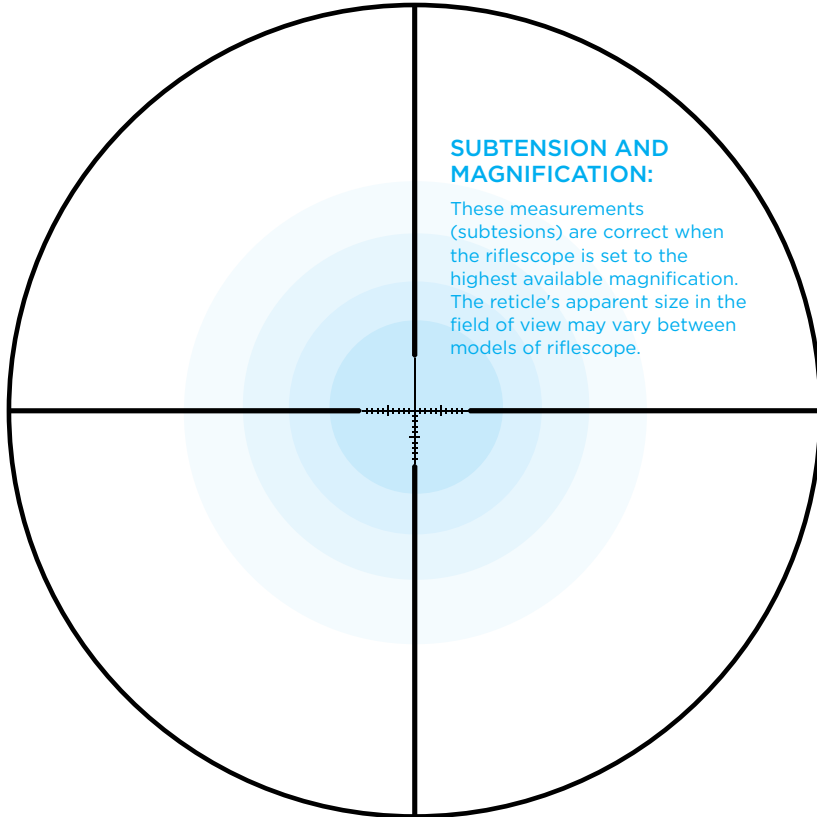 SUBTENSION AND
MAGNIFICATION:
These measurements
(subtesions) are correct when
the riflescope is set to the
highest available magnification.
The reticle's apparent size in the
field of view may vary between
models of riflescope.